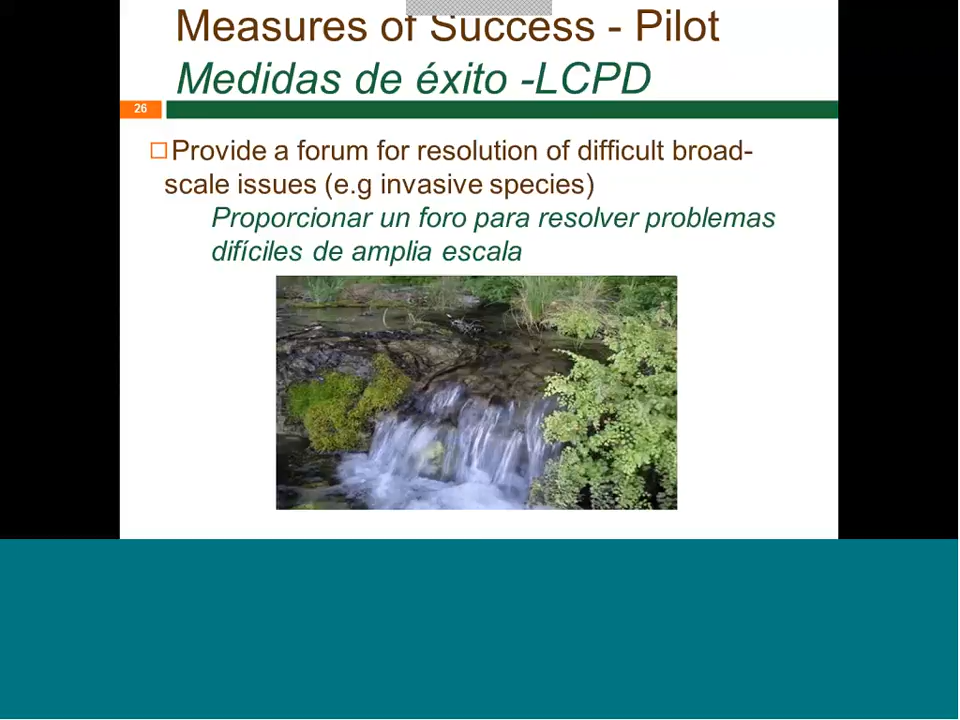 Measures of Success - Pilot
Medidas de éxito -LCPD
26
Provide a forum for resolution of difficult broad-
scale issues (e.g invasive species)
Proporcionar un foro para resolver problemas
difíciles de amplia escala